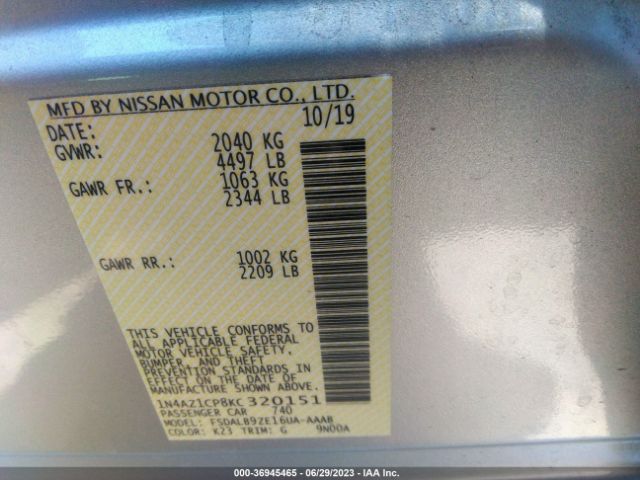 MFD BY NISSAN MOTOR CO., LTD.
DATE: 10/19
GVWR: 2040 KG
4497 LB
GAWR FR.: 1063 KG
2344 LB
GAWR RR.: 1002 KG
2209 LB
THIS VEHICLE CONFORMS TO
ALL APPLICABLE FEDERAL
MOTOR VEHICLE SAFETY,
BUMPER, AND THEFT
PREVENTION STANDARDS IN
EFFECT ON THE DATE OF
MANUFACTURE SHOWN ABOVE.
1N4AZ1CP8KC320151
PASSENGER CAR 740
MODEL: FSDALB9ZE16UA-AAAB
COLOR: K23 TRIM: G 9N00A
000-36945465 - 06/29/2023 - IAA Inc.